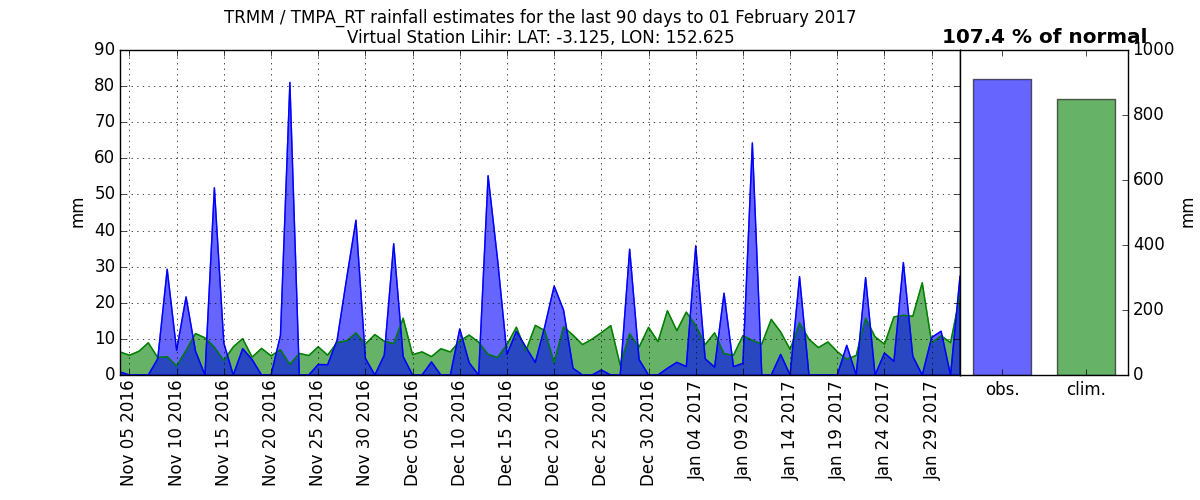 TRMM / TMPA_RT rainfall estimates for the last 90 days to 01 February 2017
Virtual Station Lihir: LAT: -3.125, LON: 152.625
107.4 % of normal
90
80
70
60
50
40
30
20
10
0
mm
Nov 05 2016
Nov 10 2016
Nov 15 2016
Nov 20 2016
Nov 25 2016
Nov 30 2016
Dec 05 2016
Dec 10 2016
Dec 15 2016
Dec 20 2016
Dec 25 2016
Dec 30 2016
Jan 04 2017
Jan 09 2017
Jan 14 2017
Jan 19 2017
Jan 24 2017
Jan 29 2017
obs.
clim.
1000
800
600
400
200
0
mm